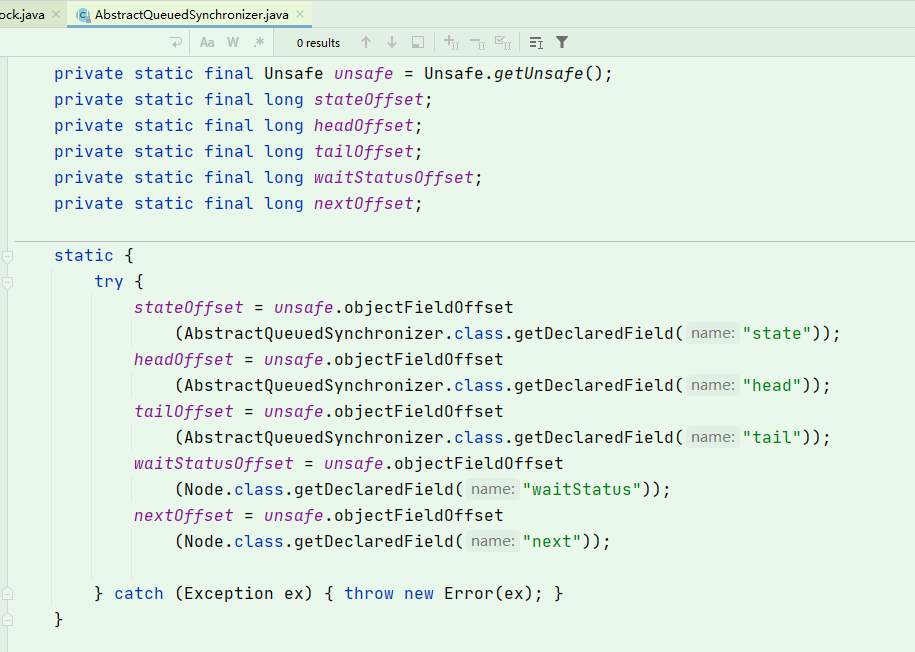 ock.java AbstractQueuedSynchronizer.java
Aa W .* 0 results
private static final Unsafe unsafe = Unsafe.getUnsafe();
private static final long stateOffset;
private static final long headOffset;
private static final long tailOffset;
private static final long waitStatusOffset;
private static final long nextOffset;
static {
try {
stateOffset = unsafe.objectFieldOffset
(AbstractQueuedSynchronizer.class.getDeclaredField( name: "state"));
headOffset = unsafe.objectFieldOffset
(AbstractQueuedSynchronizer.class.getDeclaredField( name: "head"));
tailOffset = unsafe.objectFieldOffset
(AbstractQueuedSynchronizer.class.getDeclaredField( name: "tail"));
waitStatusOffset = unsafe.objectFieldOffset
(Node.class.getDeclaredField( name: "waitStatus"));
nextOffset = unsafe.objectFieldOffset
(Node.class.getDeclaredField( name: "next"));
} catch (Exception ex) { throw new Error(ex); }
}